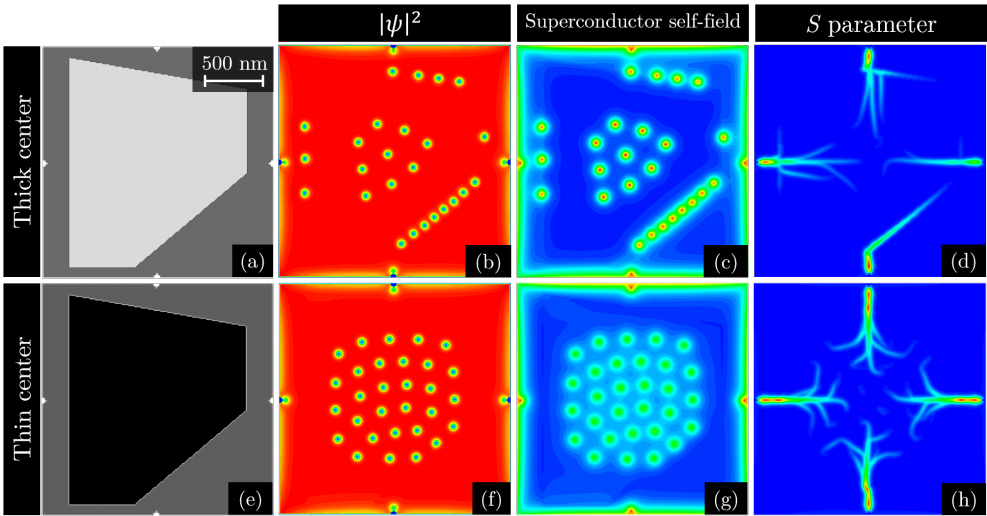 |ψ|²
Superconductor self-field
S parameter
Thick center
500 nm
(a)
(b)
(c)
(d)
Thin center
(e)
(f)
(g)
(h)